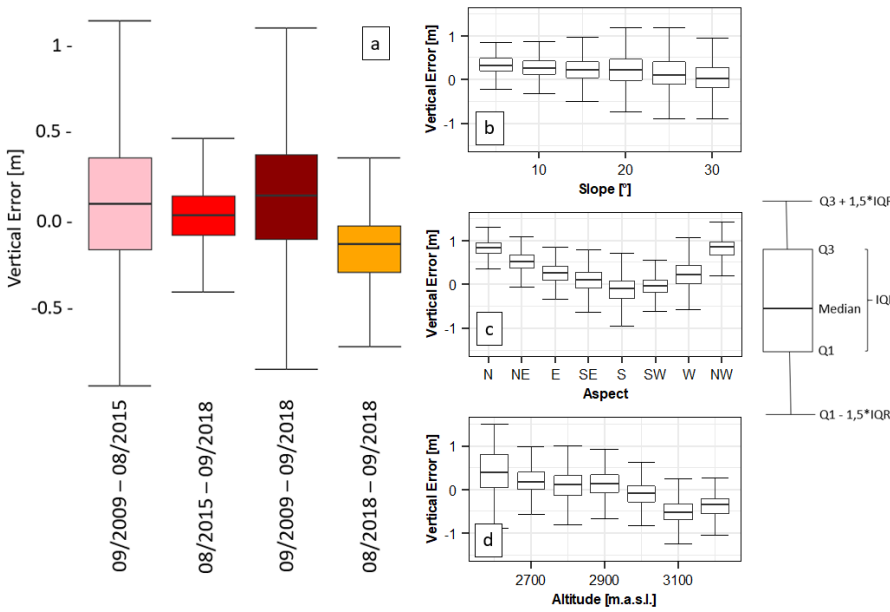 Vertical Error [m]
1 -
0.5 -
0.0 -
-0.5 -
a
09/2009 – 08/2015
08/2015 – 09/2018
09/2009 – 09/2018
08/2018 – 09/2018
Vertical Error [m]
1
0
-1
b
10 20 30
Slope [°]
Vertical Error [m]
1
0
-1
c
N NE E SE S SW W NW
Aspect
Vertical Error [m]
1
0
-1
d
2700 2900 3100
Altitude [m.a.s.l.]
Q3 + 1,5*IQR
Q3
Median
Q1
Q1 - 1,5*IQR